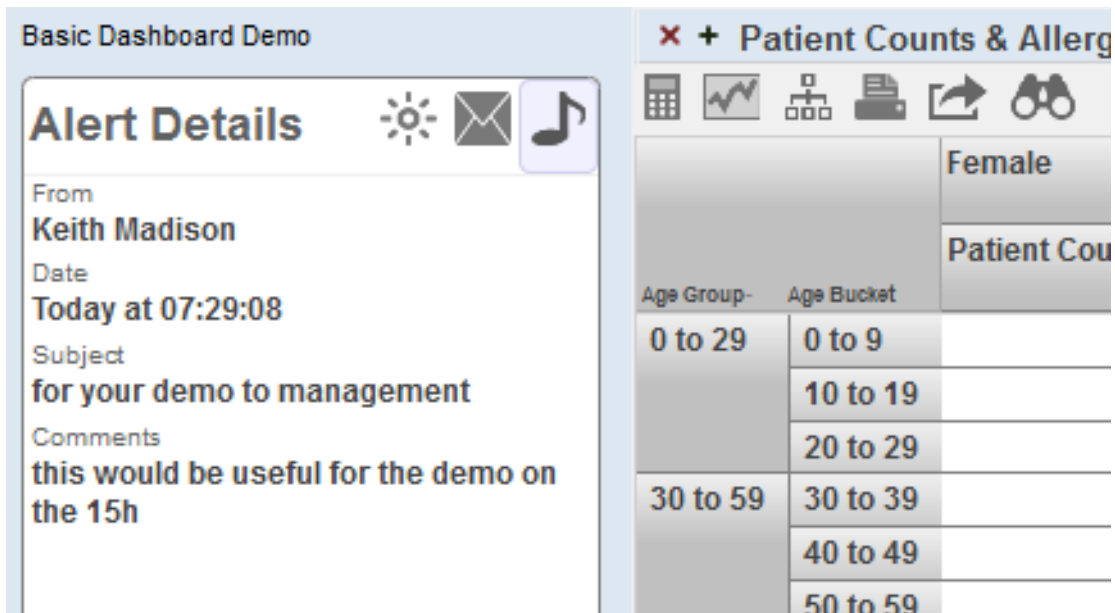 Basic Dashboard Demo
Alert Details
From
Keith Madison
Date
Today at 07:29:08
Subject
for your demo to management
Comments
this would be useful for the demo on
the 15h
Patient Counts & Allerg
Female
Patient Cou
Age Group- Age Bucket
0 to 29 0 to 9
10 to 19
20 to 29
30 to 59 30 to 39
40 to 49
50 to 59